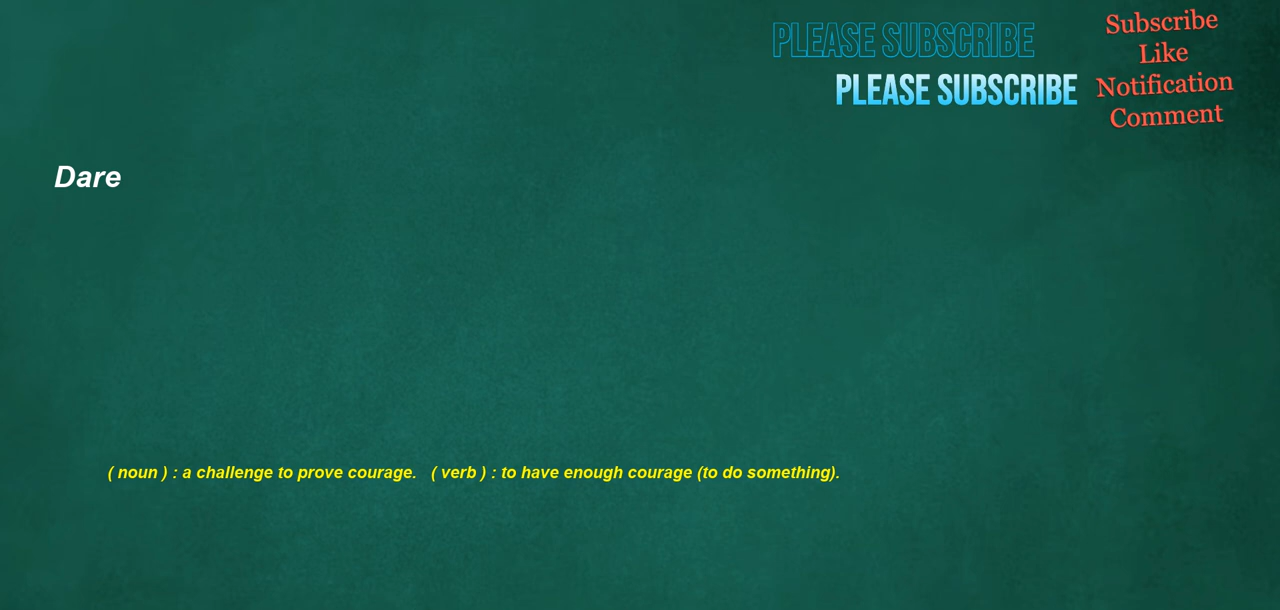 PLEASE SUBSCRIBE
PLEASE SUBSCRIBE
Subscribe
Like
Notification
Comment
Dare
( noun ) : a challenge to prove courage.   ( verb ) : to have enough courage (to do something).